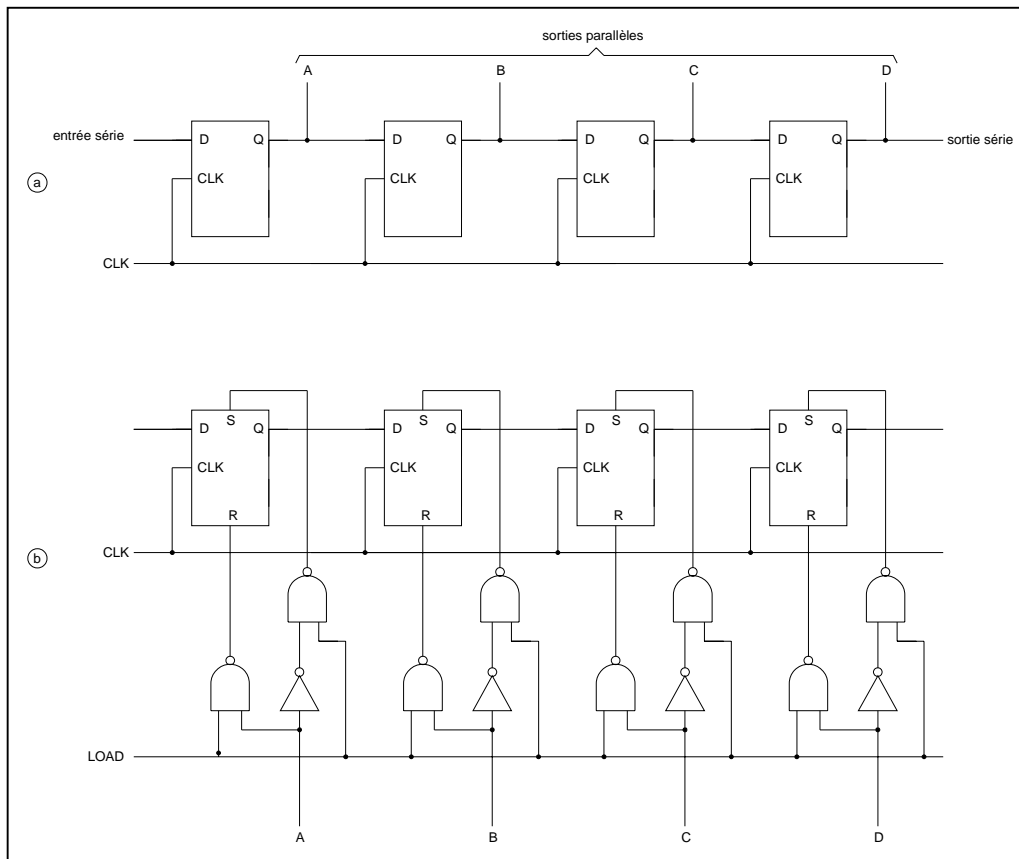 sorties parallèles
A B C D
entrée série D Q D Q D Q D Q sortie série
CLK CLK CLK CLK
a
CLK
S S S S
D Q D Q D Q D Q
CLK CLK CLK CLK
R R R R
CLK
b
LOAD
A B C D